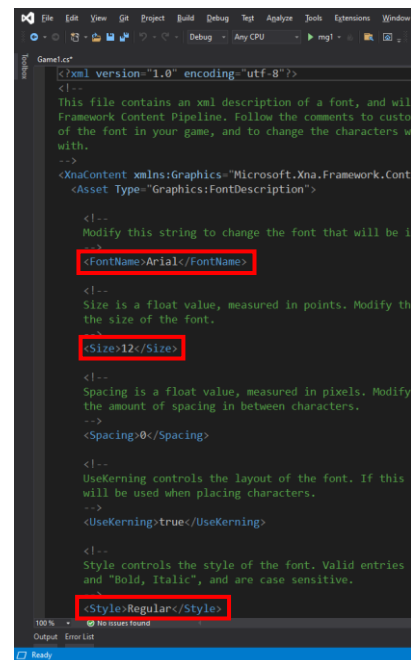 File Edit View Git Project Build Debug Test Analyze Tools Extensions Window
Debug Any CPU mg1
Toolbox
Game1.cs*
<?xml version="1.0" encoding="utf-8"?>
<!--
This file contains an xml description of a font, and wil
Framework Content Pipeline. Follow the comments to custo
of the font in your game, and to change the characters w
with.
-->
<XnaContent xmlns:Graphics="Microsoft.Xna.Framework.Cont
<Asset Type="Graphics:FontDescription">
<!--
Modify this string to change the font that will be i
-->
<FontName>Arial</FontName>
<!--
Size is a float value, measured in points. Modify th
the size of the font.
-->
<Size>12</Size>
<!--
Spacing is a float value, measured in pixels. Modify
the amount of spacing in between characters.
-->
<Spacing>0</Spacing>
<!--
UseKerning controls the layout of the font. If this
will be used when placing characters.
-->
<UseKerning>true</UseKerning>
<!--
Style controls the style of the font. Valid entries
and "Bold, Italic", and are case sensitive.
-->
<Style>Regular</Style>
100 % No issues found
Output Error List
Ready